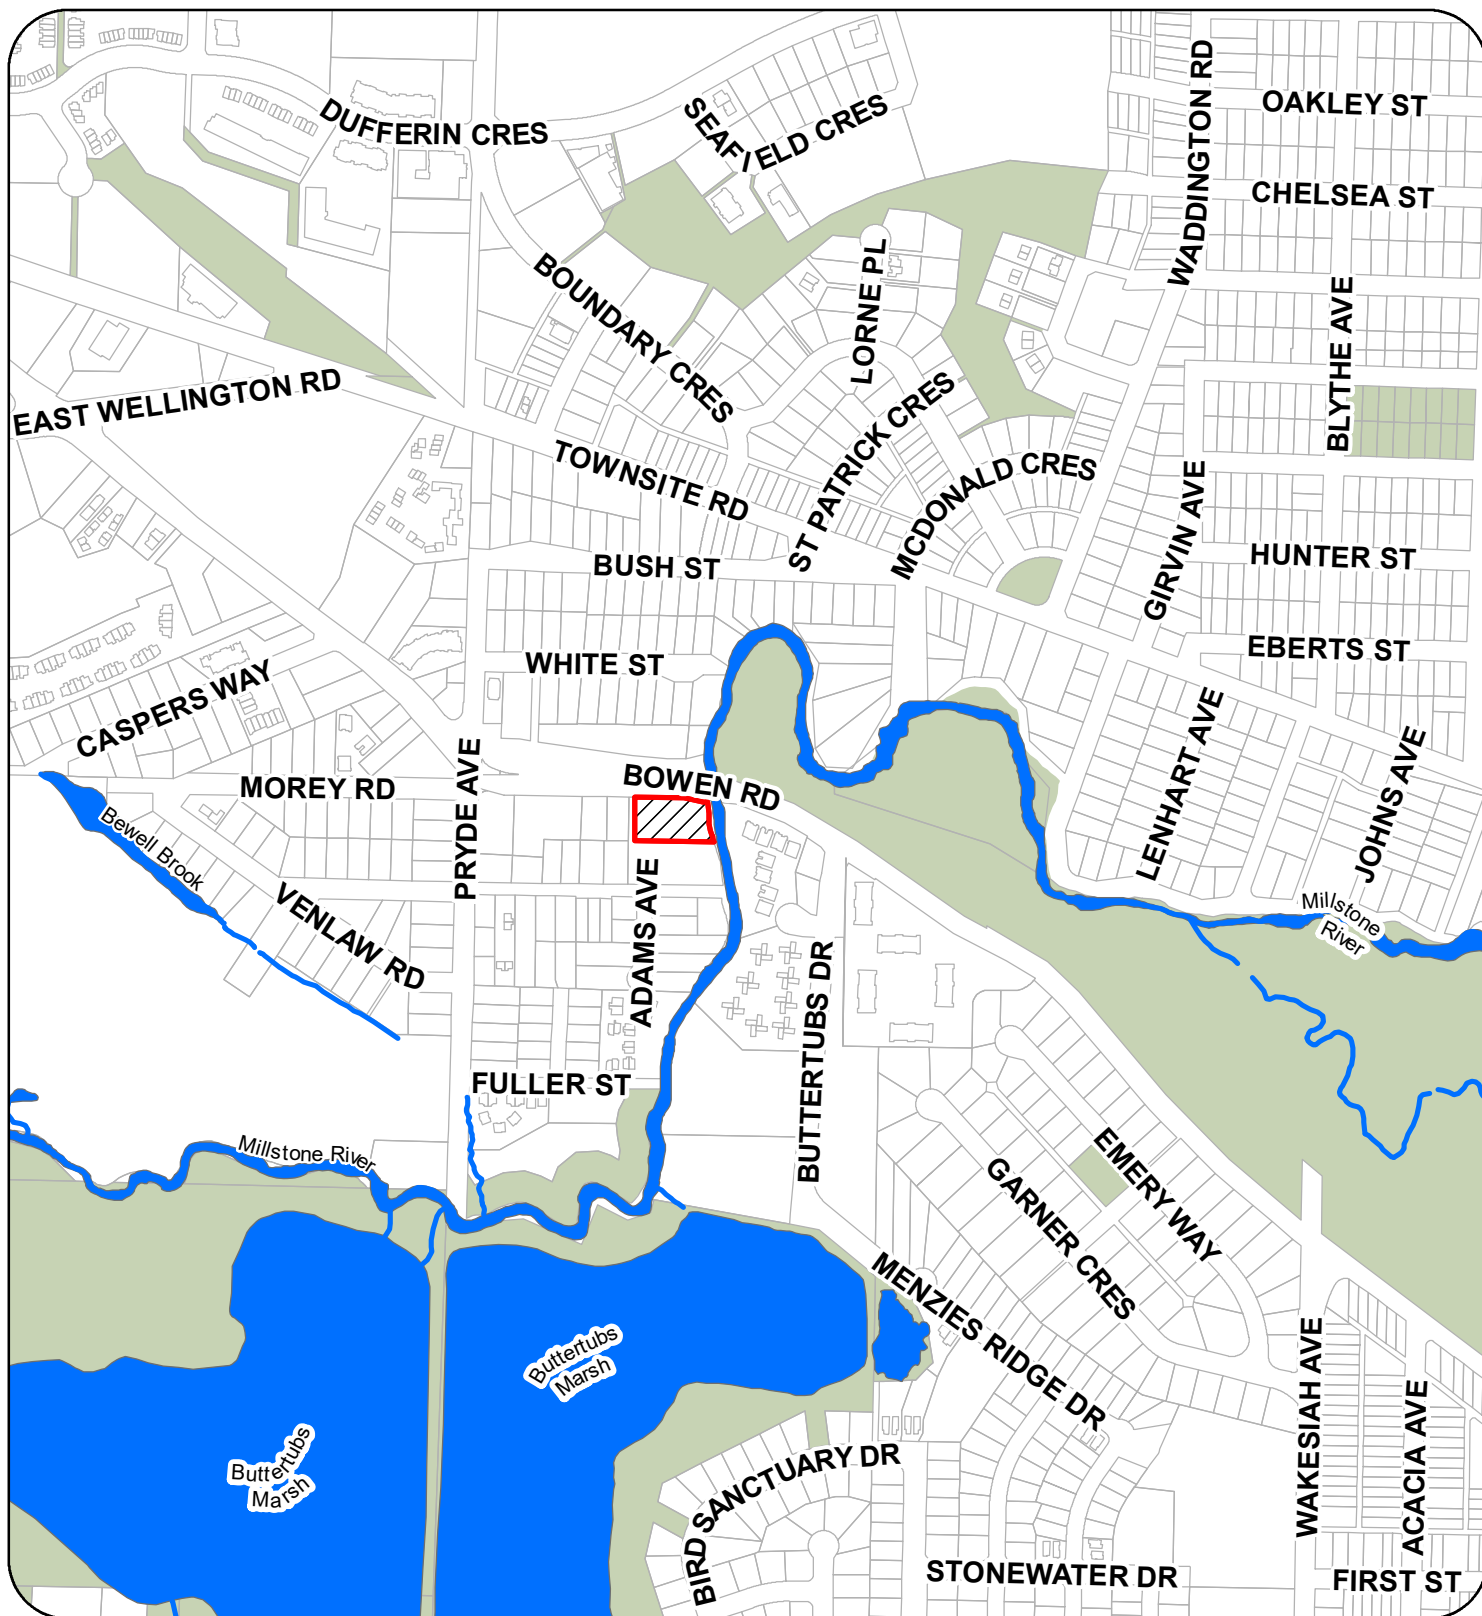 OAKLEY ST
DUFFERIN CRES
SEAFIELD CRES
WADDINGTON RD
CHELSEA ST
BOUNDARY CRES
LORNE PL
BLYTHE AVE
EAST WELLINGTON RD
ST PATRICK CRES
TOWNSITE RD
MCDONALD CRES
GIRVIN AVE
BUSH ST
HUNTER ST
WHITE ST
EBERTS ST
CASPERS WAY
LENHART AVE
JOHNS AVE
MOREY RD
PRYDE AVE
BOWEN RD
Bewell Brook
VENLAW RD
ADAMS AVE
Millstone
River
BUTTERTUBS DR
FULLER ST
Millstone River
EMERY WAY
GARNER CRES
MENZIES RIDGE DR
Buttertubs
Marsh
WAKESIAH AVE
ACACIA AVE
Buttertubs
Marsh
BIRD SANCTUARY DR
STONEWATER DR
FIRST ST